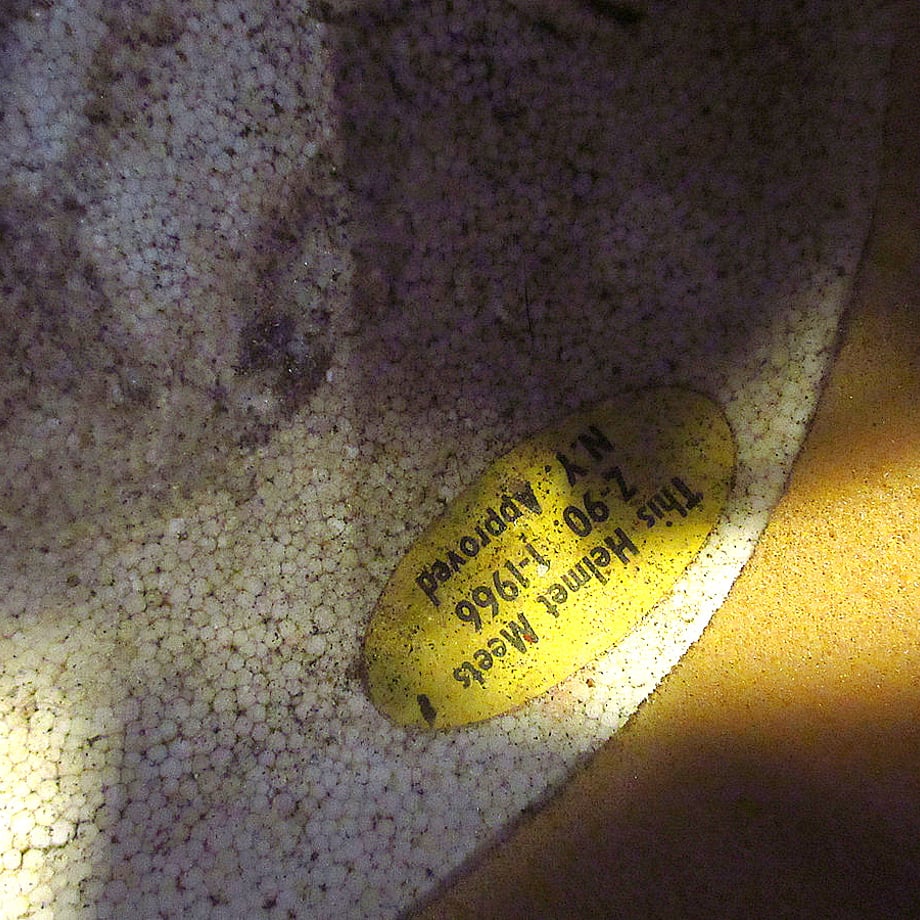 This Helmet Meets
Z-90 1-1966
N.Y Approved